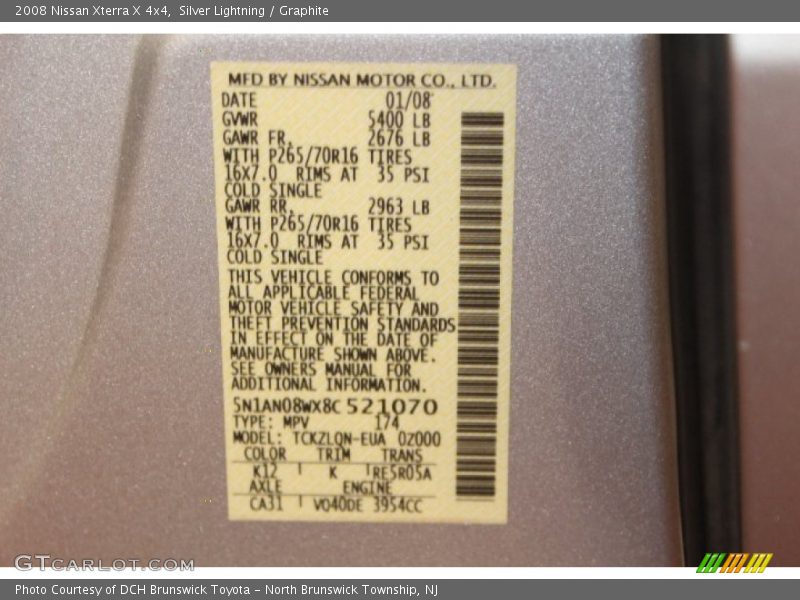 2008 Nissan Xterra X 4x4, Silver Lightning / Graphite
MFD BY NISSAN MOTOR CO., LTD.
DATE 01/08
GVWR 5400 LB
GAWR FR. 2676 LB
WITH P265/70R16 TIRES
16X7.0 RIMS AT 35 PSI
COLD SINGLE
GAWR RR. 2963 LB
WITH P265/70R16 TIRES
16X7.0 RIMS AT 35 PSI
COLD SINGLE
THIS VEHICLE CONFORMS TO
ALL APPLICABLE FEDERAL
MOTOR VEHICLE SAFETY AND
THEFT PREVENTION STANDARDS
IN EFFECT ON THE DATE OF
MANUFACTURE SHOWN ABOVE.
SEE OWNERS MANUAL FOR
ADDITIONAL INFORMATION.
5N1AN08WX8C 521070
TYPE: MPV 174
MODEL: TCKZLQN-EUA 0Z000
COLOR TRIM TRANS
K12 K RE5R05A
AXLE ENGINE
CA31 VQ40DE 3954CC
GTcarlot.com
Photo Courtesy of DCH Brunswick Toyota - North Brunswick Township, NJ